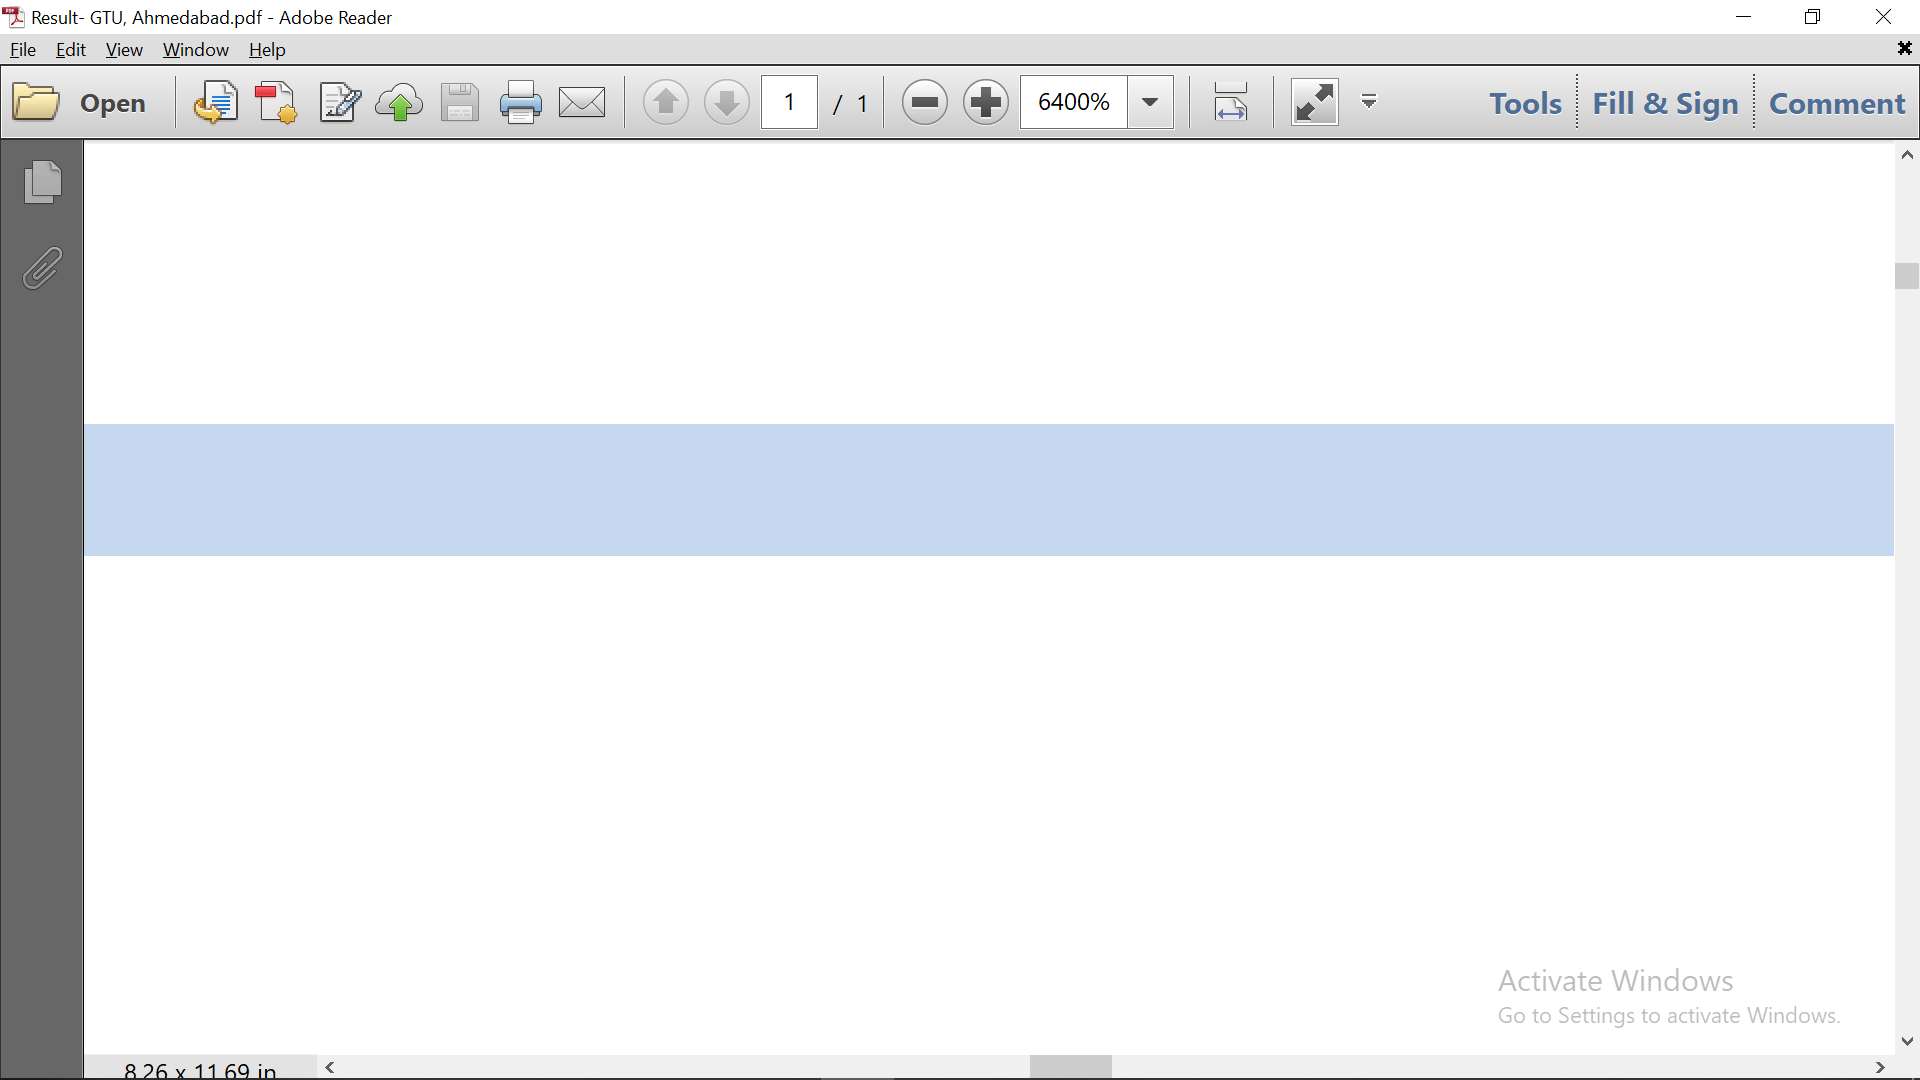 Result- GTU, Ahmedabad.pdf - Adobe Reader
File Edit View Window Help
Open 1 / 1 6400% Tools Fill & Sign Comment
Activate Windows
Go to Settings to activate Windows.
8.26 x 11.69 in